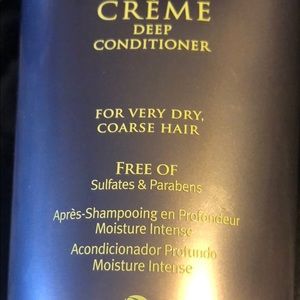 CRÈME
DEEP
CONDITIONER
FOR VERY DRY,
COARSE HAIR
FREE OF
Sulfates & Parabens
Après-Shampooing en Profondeur
Moisture Intense
Acondicionador Profundo
Moisture Intense